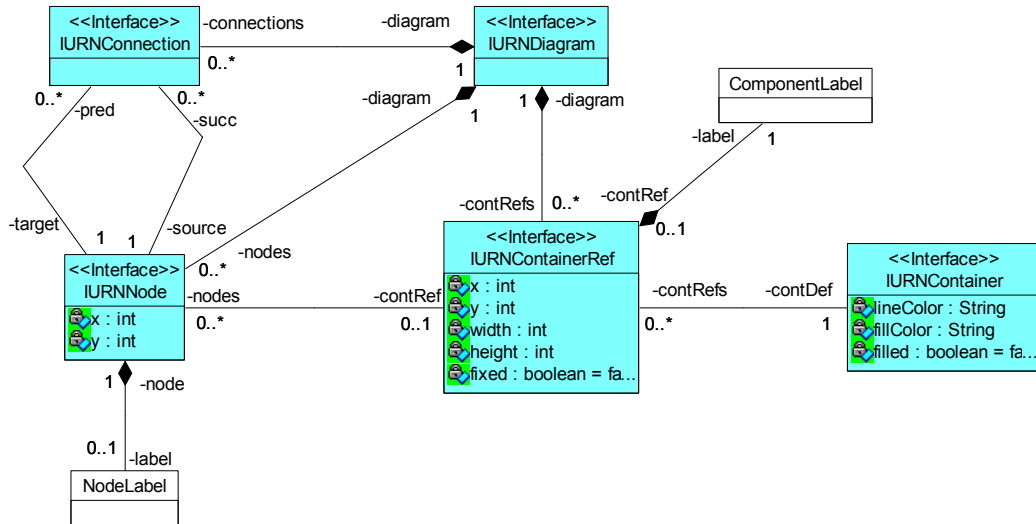 <<Interface>>
IURNConnection
-connections
0..*
-diagram
1
<<Interface>>
IURNDiagram
-diagram
1
1
-diagram
ComponentLabel
-label
1
0..*
-pred
0..*
-succ
-target
1
1
-source
-nodes
0..*
-contRefs
0..*
-contRef
0..1
<<Interface>>
IURNNode
x : int
y : int
-nodes
0..*
-contRef
0..1
<<Interface>>
IURNContainerRef
x : int
y : int
width : int
height : int
fixed : boolean = fa...
-contRefs
0..*
-contDef
1
<<Interface>>
IURNContainer
lineColor : String
fillColor : String
filled : boolean = fa...
1
-node
0..1
-label
NodeLabel